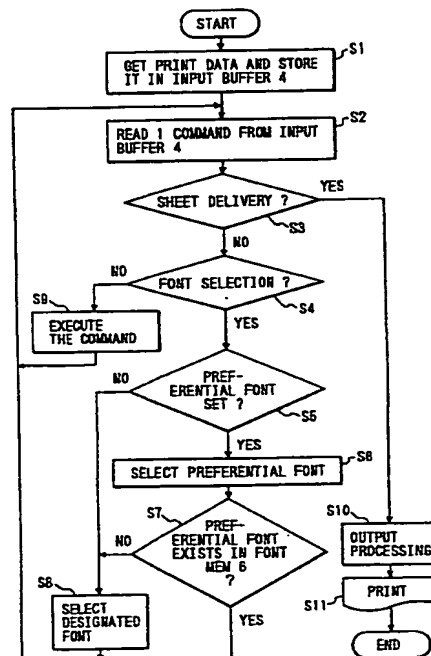 START
S1
GET PRINT DATA AND STORE
IT IN INPUT BUFFER 4
S2
READ 1 COMMAND FROM INPUT
BUFFER 4
YES
SHEET DELIVERY ?
S3
NO
NO
FONT SELECTION ?
S4
S9
EXECUTE
THE COMMAND
YES
NO
PREF-
ERENTIAL FONT
SET ?
S5
YES
SELECT PREFERENTIAL FONT
S6
S7
NO
PREF-
ERENTIAL FONT
EXISTS IN FONT
MEM 6
?
S10
OUTPUT
PROCESSING
S8
SELECT
DESIGNATED
FONT
YES
S11
PRINT
END